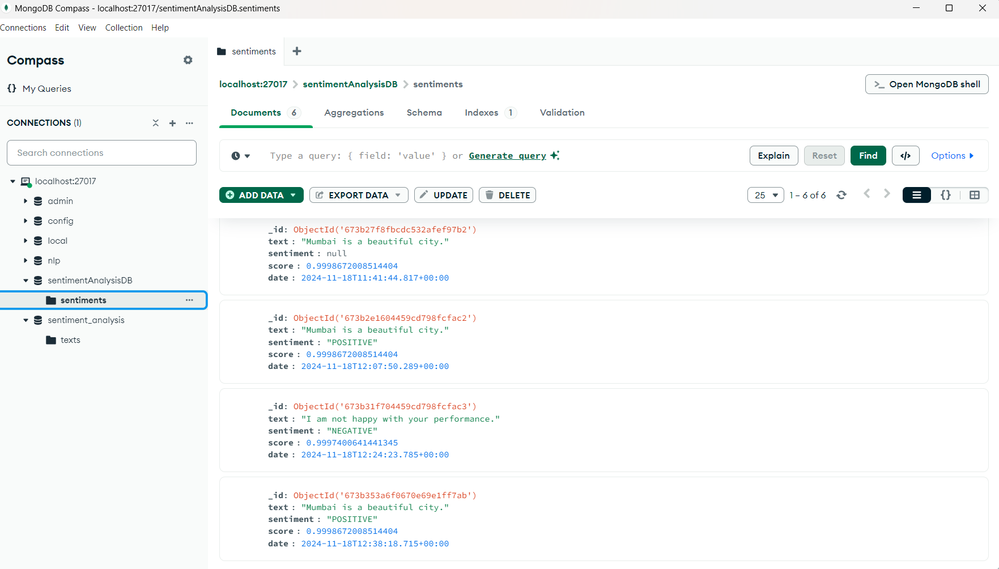 MongoDB Compass - localhost:27017/sentimentAnalysisDB.sentiments
Connections Edit View Collection Help
Compass
{} My Queries
CONNECTIONS (1)
Search connections
localhost:27017
admin
config
local
nlp
sentimentAnalysisDB
sentiments
sentiment_analysis
texts
sentiments
localhost:27017 > sentimentAnalysisDB > sentiments
>_ Open MongoDB shell
Documents 6 Aggregations Schema Indexes 1 Validation
Type a query: { field: 'value' } or Generate query
Explain Reset Find </> Options
ADD DATA EXPORT DATA UPDATE DELETE
25 1 – 6 of 6 {}
_id: ObjectId('673b27f8fbcdc532afef97b2')
text : "Mumbai is a beautiful city."
sentiment : null
score : 0.9998672008514404
date : 2024-11-18T11:41:44.817+00:00
_id: ObjectId('673b2e1604459cd798fcfac2')
text : "Mumbai is a beautiful city."
sentiment : "POSITIVE"
score : 0.9998672008514404
date : 2024-11-18T12:07:50.289+00:00
_id: ObjectId('673b31f704459cd798fcfac3')
text : "I am not happy with your performance."
sentiment : "NEGATIVE"
score : 0.9997400641441345
date : 2024-11-18T12:24:23.785+00:00
_id: ObjectId('673b353a6f0670e69e1ff7ab')
text : "Mumbai is a beautiful city."
sentiment : "POSITIVE"
score : 0.9998672008514404
date : 2024-11-18T12:38:18.715+00:00